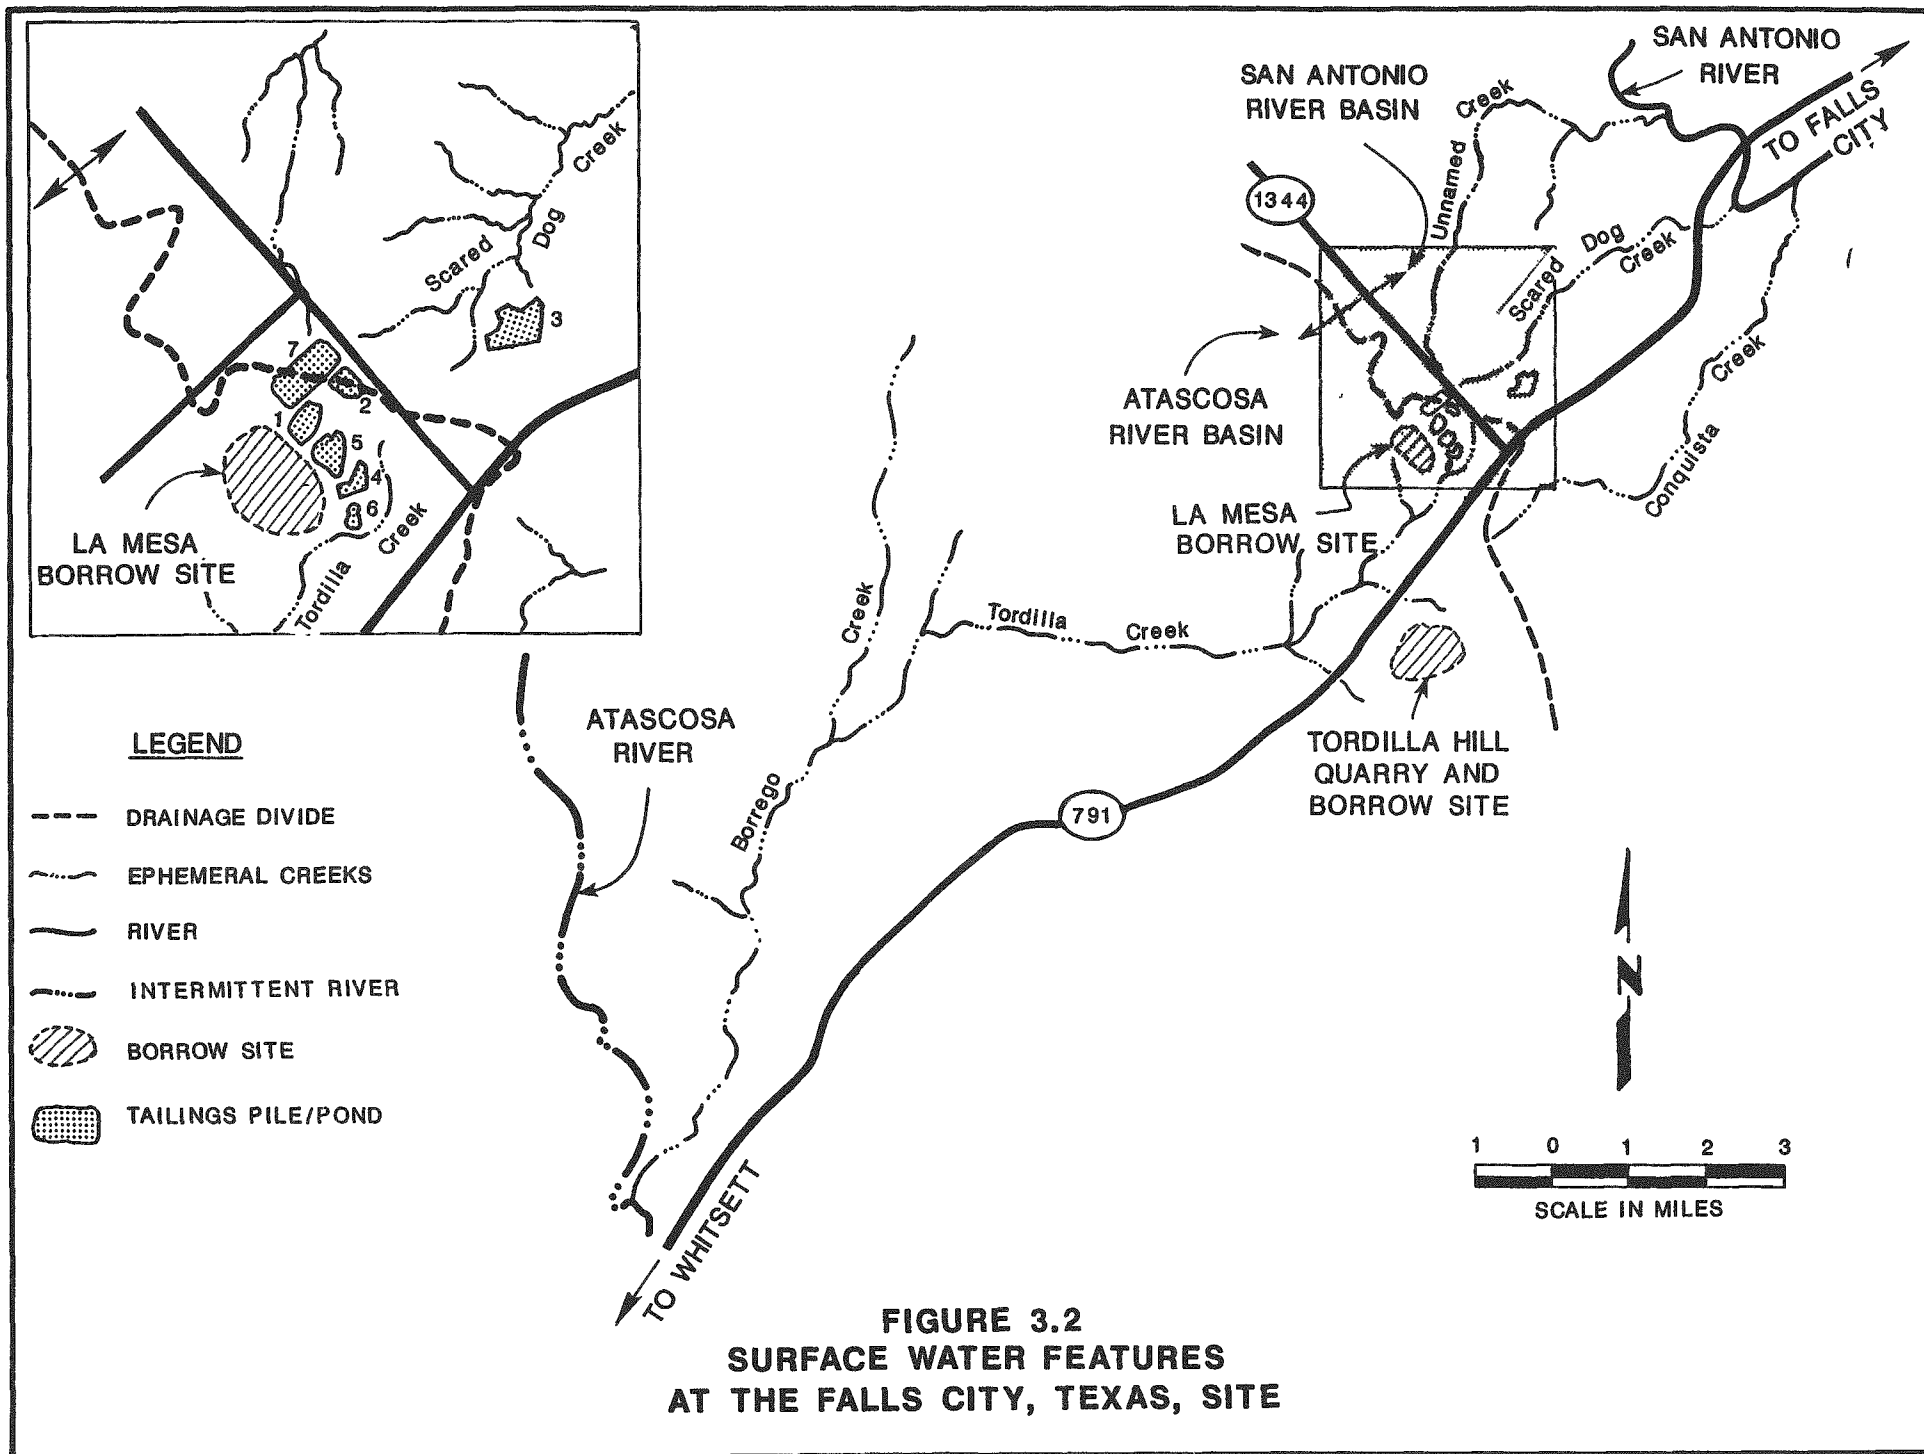 Scared
Dog
Creek
3
7
2
1
5
4
6
LA MESA
BORROW SITE
Tordilla
Creek
SAN ANTONIO
RIVER
SAN ANTONIO
RIVER BASIN
TO FALLS
CITY
1344
Unnamed
Creek
Scared
Dog
Creek
ATASCOSA
RIVER BASIN
Conquista
Creek
LA MESA
BORROW SITE
Tordilla
Creek
Borrego
Creek
ATASCOSA
RIVER
TORDILLA HILL
QUARRY AND
BORROW SITE
791
TO WHITSETT
LEGEND
DRAINAGE DIVIDE
EPHEMERAL CREEKS
RIVER
INTERMITTENT RIVER
BORROW SITE
TAILINGS PILE/POND
N
1 0 1 2 3
SCALE IN MILES
FIGURE 3.2
SURFACE WATER FEATURES
AT THE FALLS CITY, TEXAS, SITE